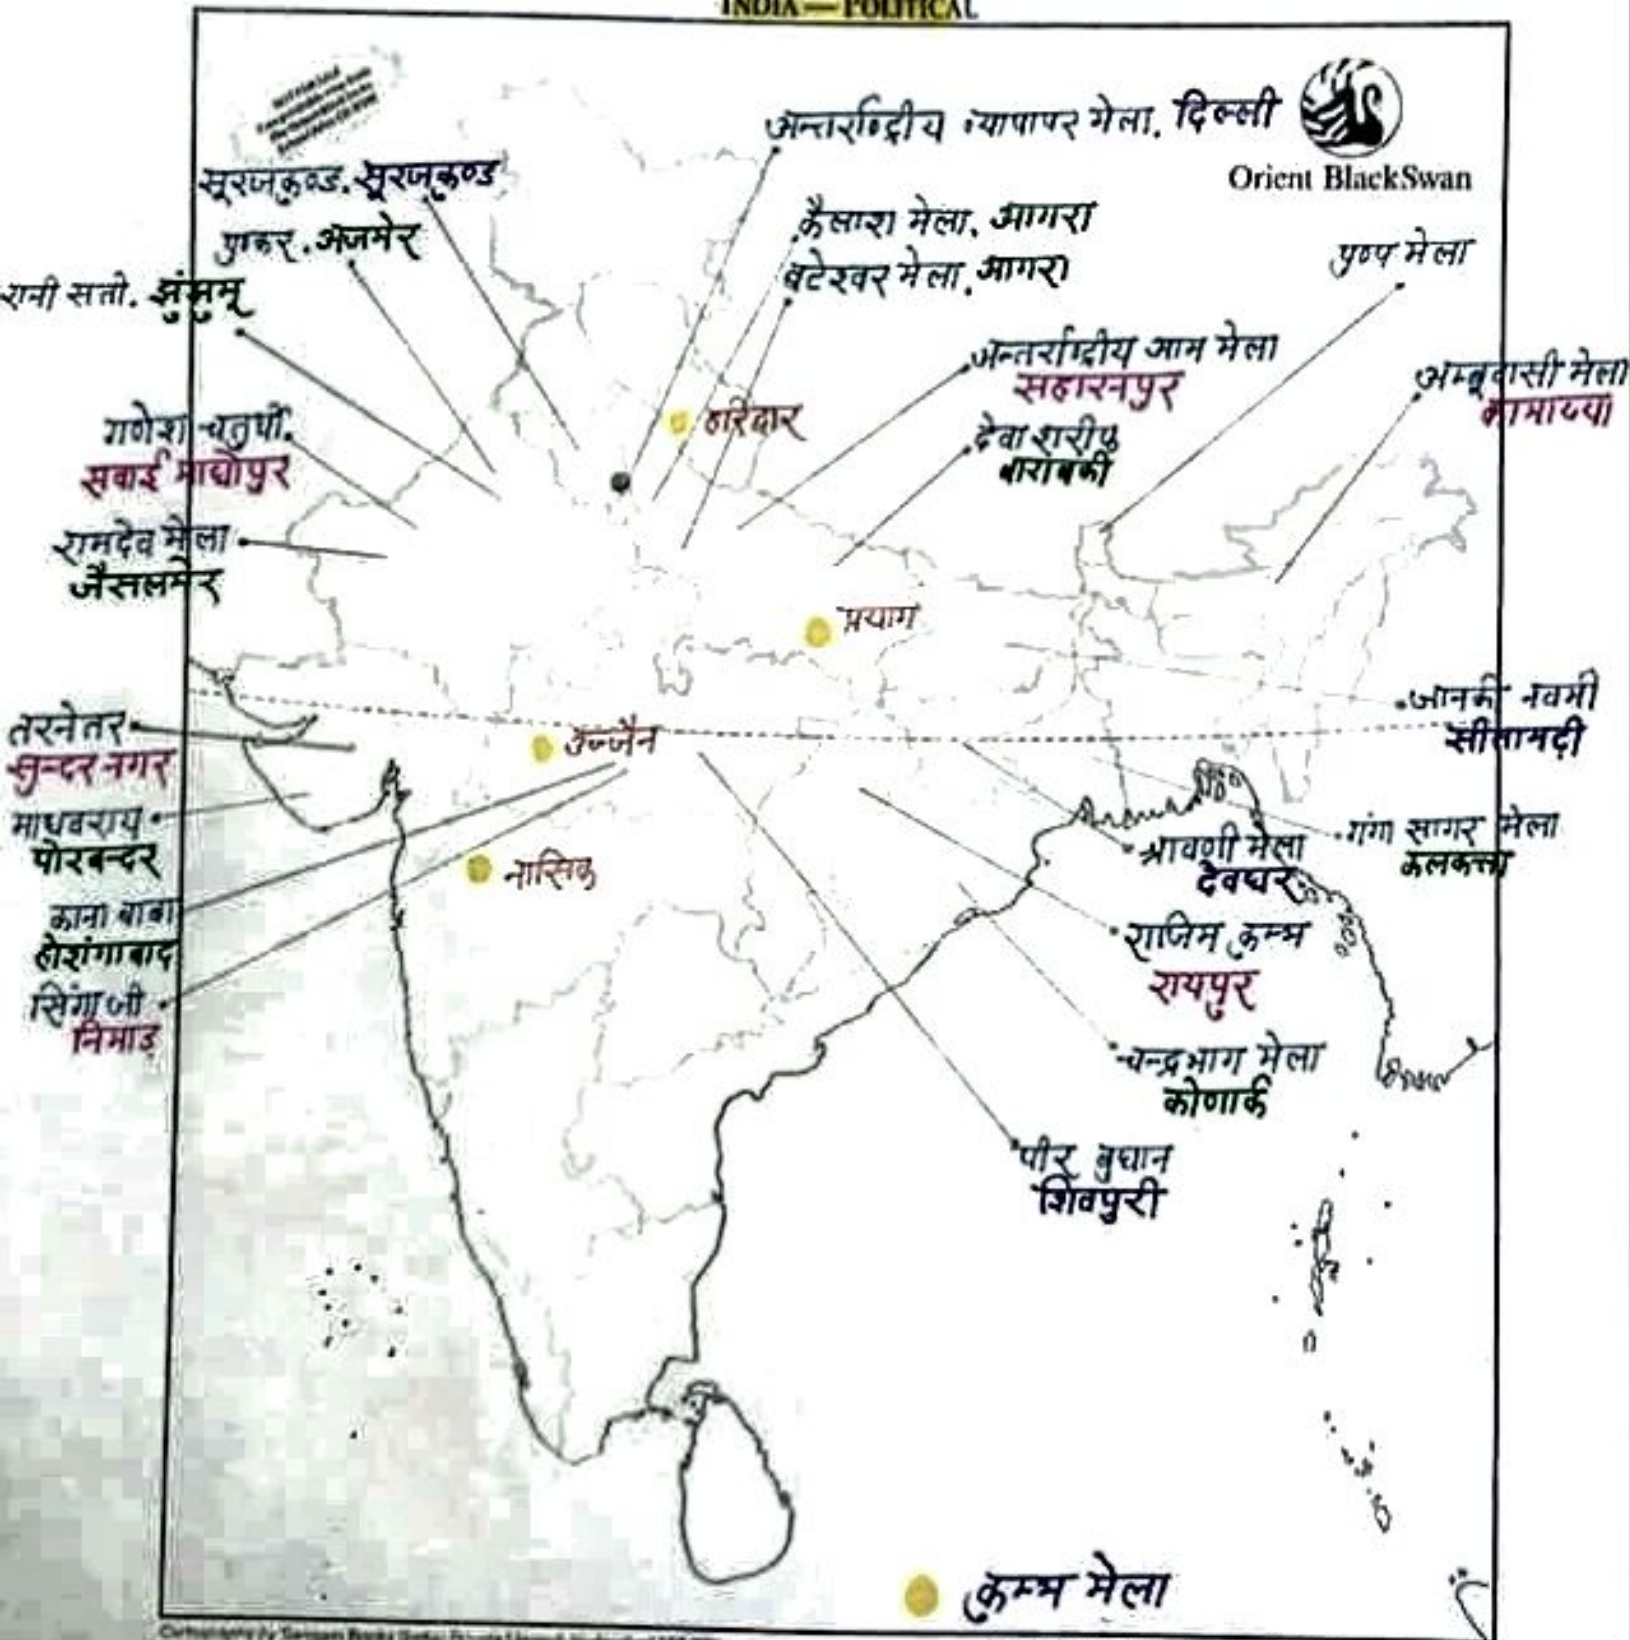 INDIA — POLITICAL
अन्तर्राष्ट्रीय व्यापापर मेला, दिल्ली
Orient BlackSwan
सूरजकुण्ड, सूरजकुण्ड
कैलाश मेला, आगरा
पुष्कर, अजमेर
पुष्प मेला
बटेश्वर मेला, आगरा
रानी सती, झुंझुमू
अन्तर्राष्ट्रीय आम मेला
सहारनपुर
अम्बूवासी मेला
कामाख्या
हरिद्वार
गणेश चतुर्थी,
सवाई माधोपुर
देवा शरीफ
बाराबंकी
रामदेव मेला
जैसलमेर
प्रयाग
जानकी नवमी
सीतामढ़ी
तरनेतर
सुन्दर नगर
उज्जैन
माधवराय
पोरबन्दर
गंगा सागर मेला
कलकत्ता
श्रावणी मेला
देवघर
नासिक
काना बाबा
होशंगाबाद
राजिम कुम्भ
रायपुर
सिंगाजी
निमाड़
चन्द्रभाग मेला
कोणार्क
पीर बुधान
शिवपुरी
कुम्भ मेला